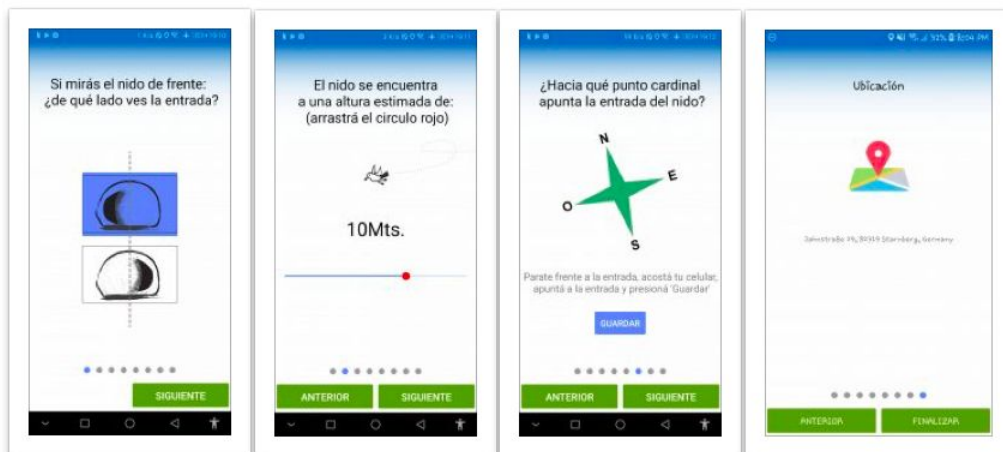 Si mirás el nido de frente:
¿de qué lado ves la entrada?
SIGUIENTE
El nido se encuentra
a una altura estimada de:
(arrastrá el circulo rojo)
10Mts.
ANTERIOR SIGUIENTE
¿Hacia qué punto cardinal
apunta la entrada del nido?
N
E
O
S
Parate frente a la entrada, acostá tu celular,
apuntá a la entrada y presioná 'Guardar'
GUARDAR
ANTERIOR SIGUIENTE
Ubicación
Starnberg, Germany
ANTERIOR FINALIZAR